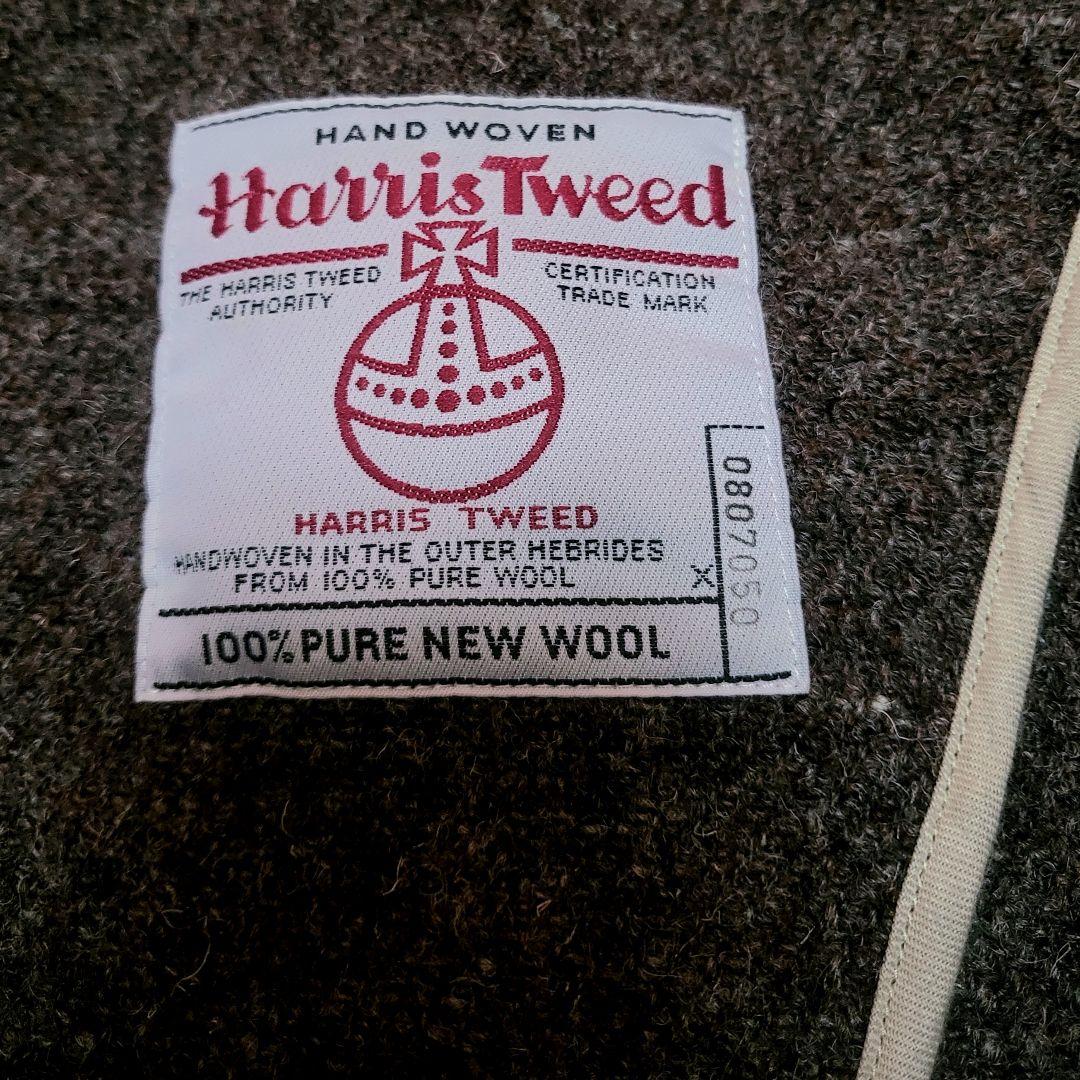 HAND WOVEN
Harris Tweed
THE HARRIS TWEED
AUTHORITY
CERTIFICATION
TRADE MARK
HARRIS TWEED
HANDWOVEN IN THE OUTER HEBRIDES
FROM 100% PURE WOOL
X
100% PURE NEW WOOL
0807050